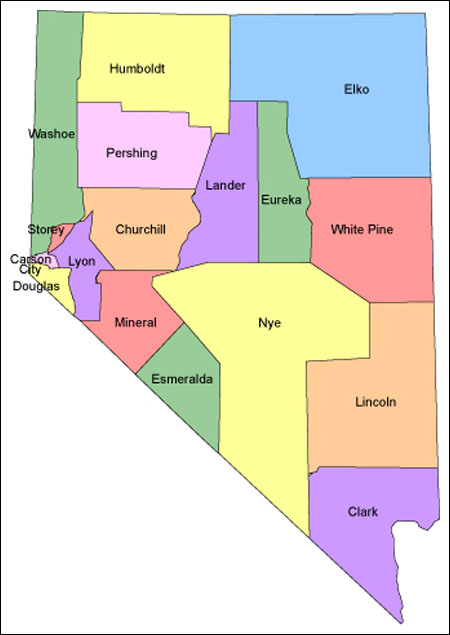 Humboldt
Elko
Washoe
Pershing
Lander
Eureka
Storey
Churchill
White Pine
Carson
City
Lyon
Douglas
Mineral
Nye
Esmeralda
Lincoln
Clark